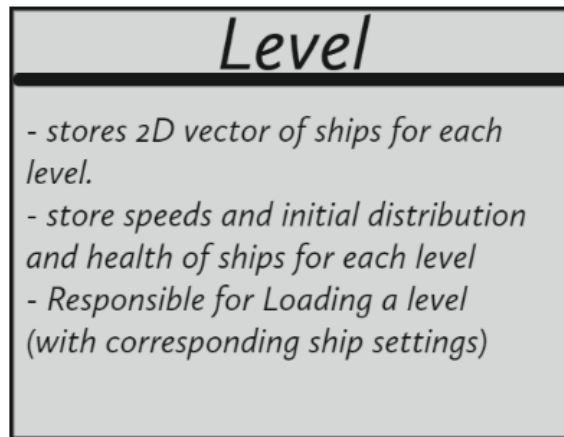 Level
- stores 2D vector of ships for each
level.
- store speeds and initial distribution
and health of ships for each level
- Responsible for Loading a level
(with corresponding ship settings)